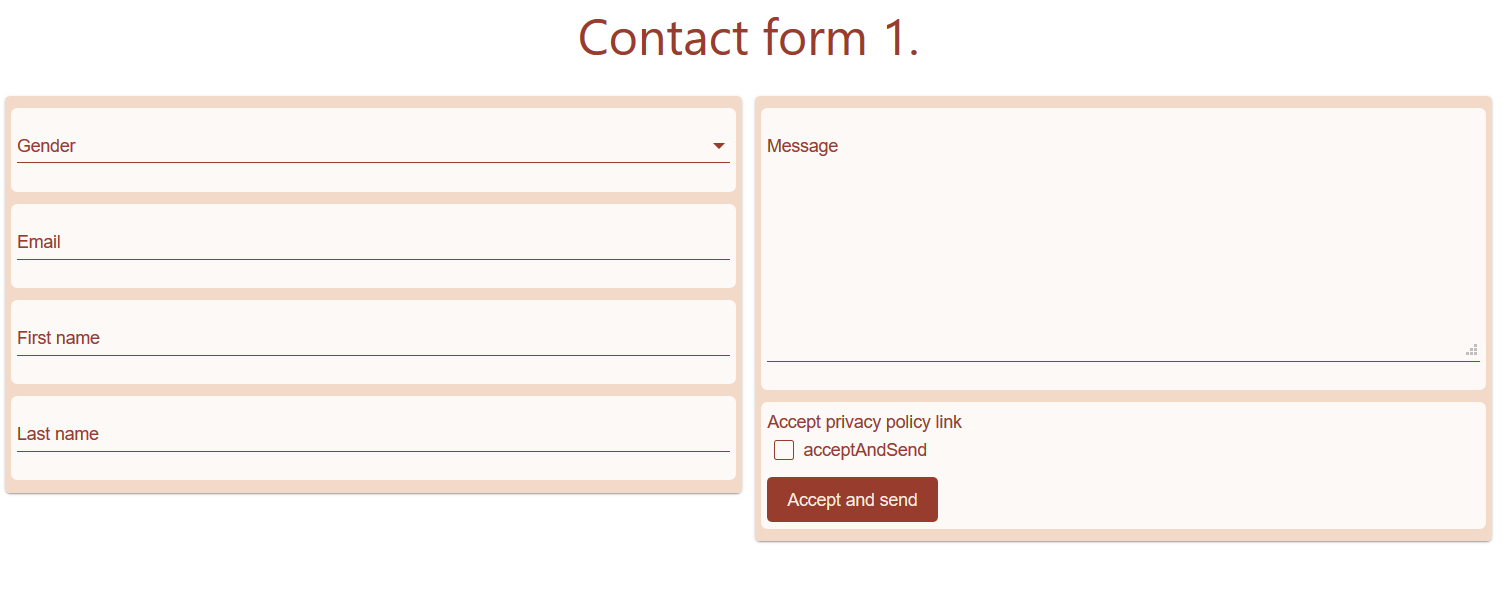 Contact form 1.
Gender
Email
First name
Last name
Message
Accept privacy policy link
acceptAndSend
Accept and send